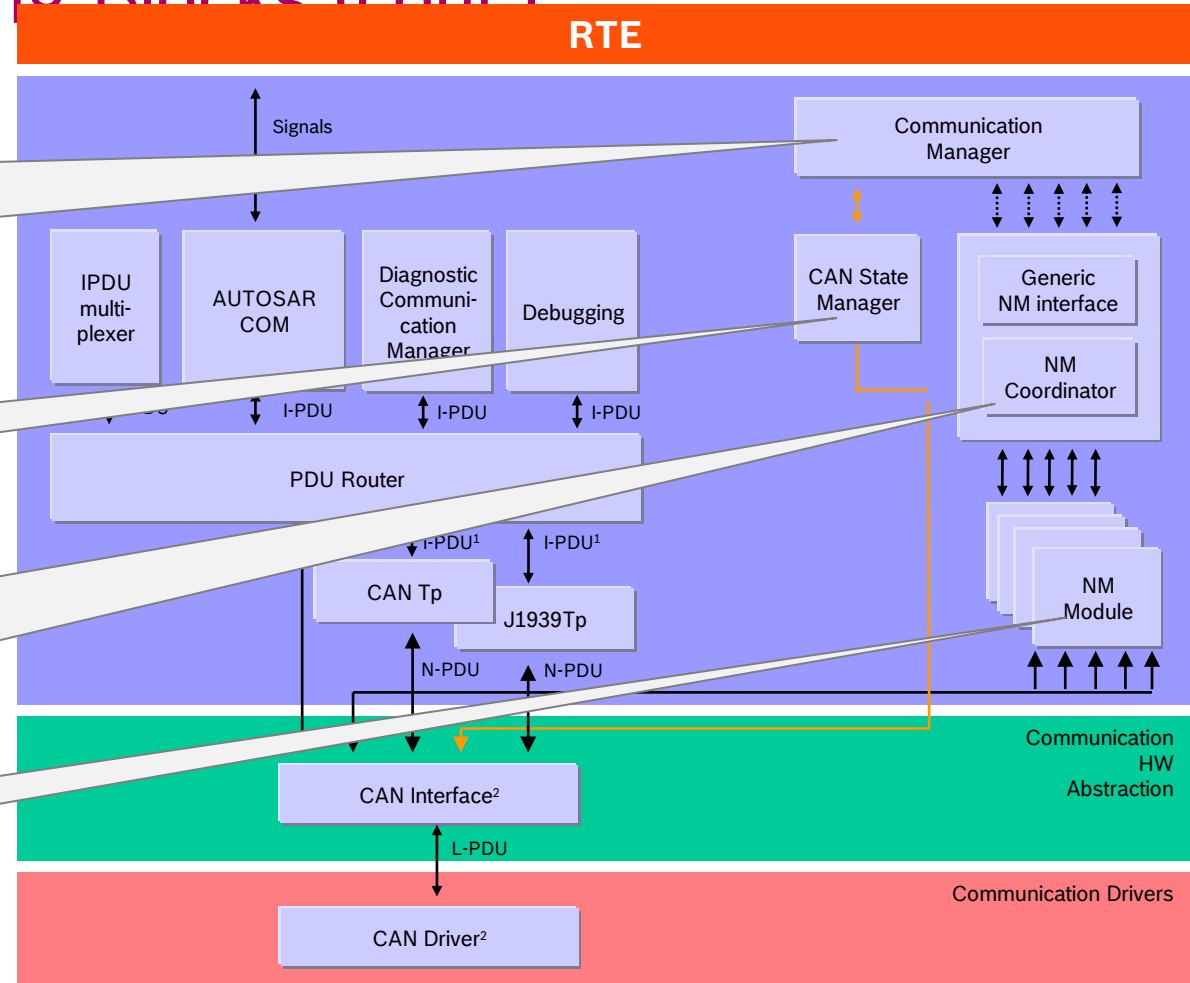 RTE
Signals
Communication
Manager
IPDU
multi-
plexer
AUTOSAR
COM
Diagnostic
Communi-
cation
Manager
Debugging
CAN State
Manager
Generic
NM interface
NM
Coordinator
I-PDU
I-PDU
I-PDU
PDU Router
I-PDU¹
I-PDU¹
CAN Tp
J1939Tp
NM
Module
N-PDU
N-PDU
Communication
HW
Abstraction
CAN Interface²
L-PDU
Communication Drivers
CAN Driver²